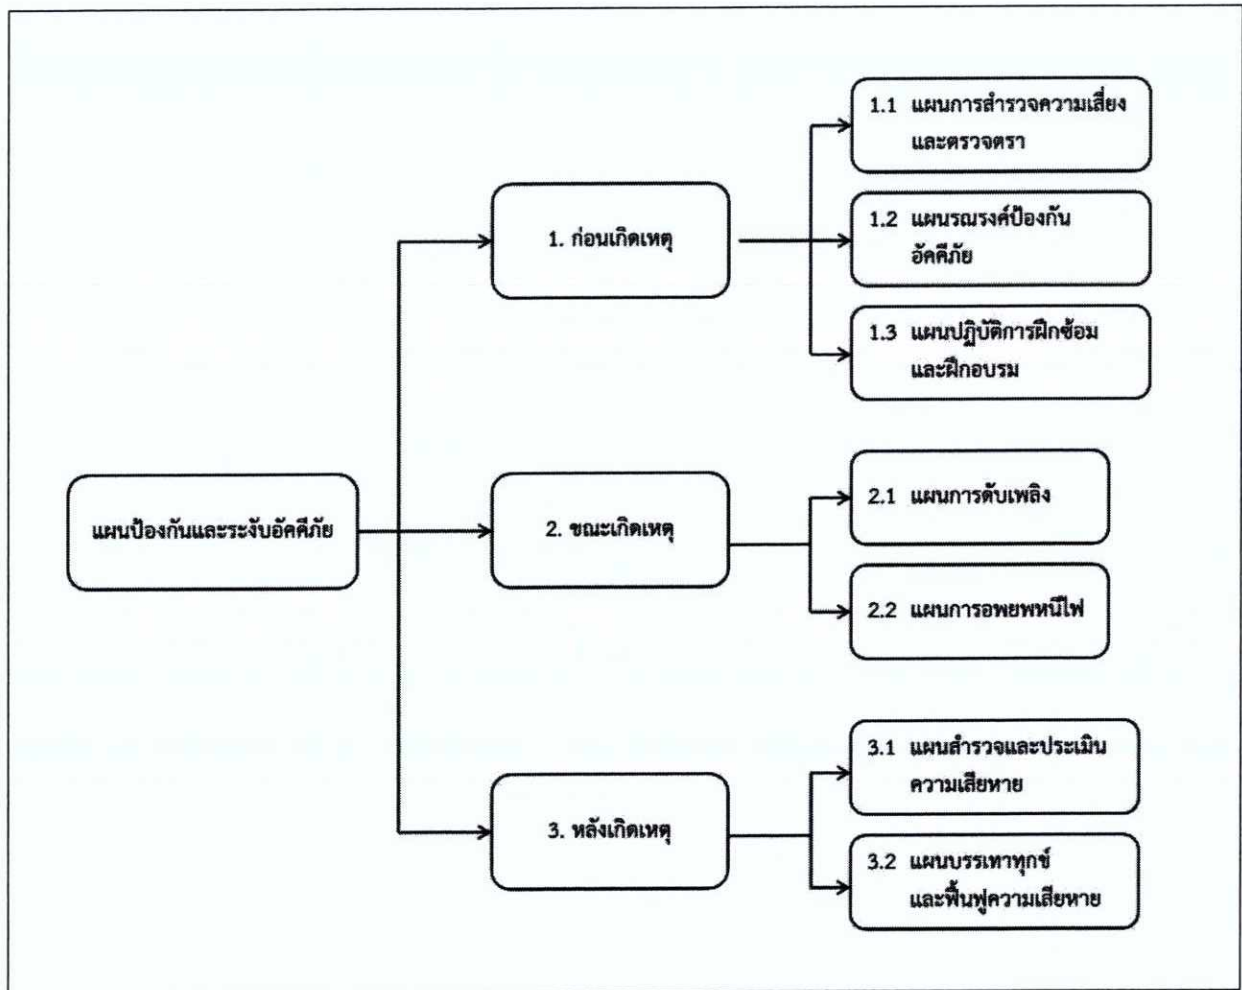 1.1 แผนการสำรวจความเสี่ยง
และตรวจตรา
1. ก่อนเกิดเหตุ
1.2 แผนรณรงค์ป้องกัน
อัคคีภัย
1.3 แผนปฏิบัติการฝึกซ้อม
และฝึกอบรม
แผนป้องกันและระงับอัคคีภัย
2. ขณะเกิดเหตุ
2.1 แผนการดับเพลิง
2.2 แผนการอพยพหนีไฟ
3. หลังเกิดเหตุ
3.1 แผนสำรวจและประเมิน
ความเสียหาย
3.2 แผนบรรเทาทุกข์
และฟื้นฟูความเสียหาย